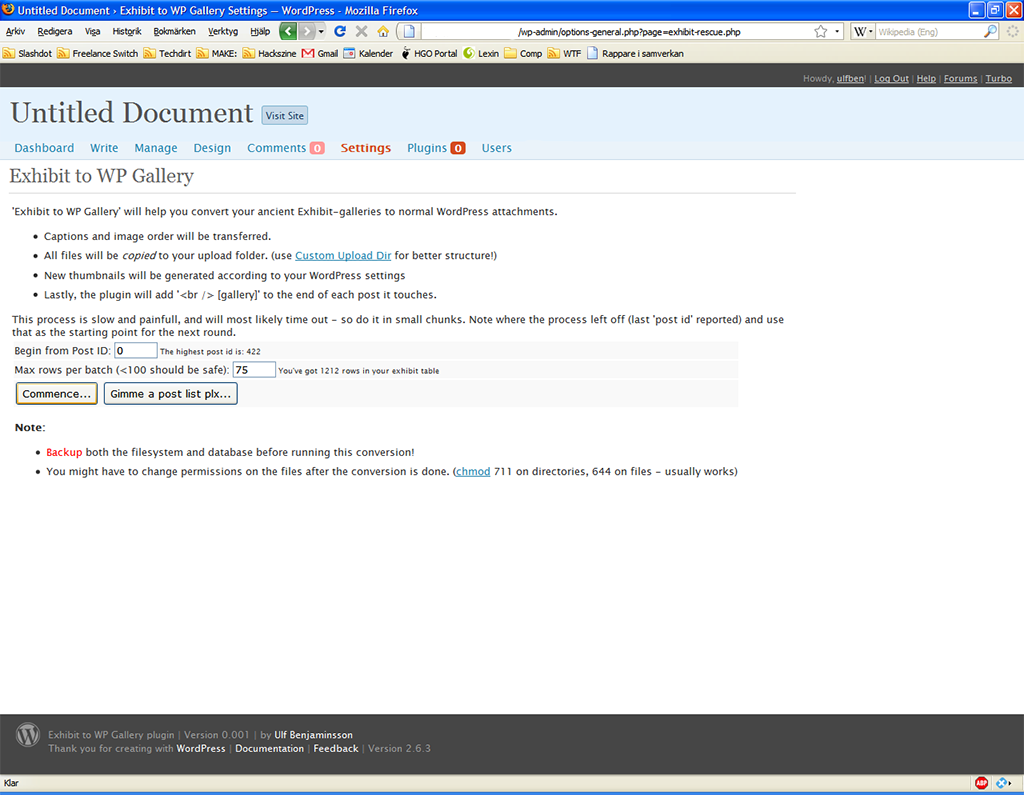 Untitled Document › Exhibit to WP Gallery Settings — WordPress - Mozilla Firefox
Arkiv Redigera Visa Historik Bokmärken Verktyg Hjälp /wp-admin/options-general.php?page=exhibit-rescue.php W Wikipedia (Eng)
Slashdot Freelance Switch Techdirt MAKE: Hackszine Gmail Kalender HGO Portal Lexin Comp WTF Rappare i samverkan
Howdy, ulfben! | Log Out | Help | Forums | Turbo
Untitled Document Visit Site
Dashboard Write Manage Design Comments 0 Settings Plugins 0 Users
Exhibit to WP Gallery
'Exhibit to WP Gallery' will help you convert your ancient Exhibit-galleries to normal WordPress attachments.
• Captions and image order will be transferred.
• All files will be copied to your upload folder. (use Custom Upload Dir for better structure!)
• New thumbnails will be generated according to your WordPress settings
• Lastly, the plugin will add '<br /> [gallery]' to the end of each post it touches.
This process is slow and painfull, and will most likely time out - so do it in small chunks. Note where the process left off (last 'post id' reported) and use
that as the starting point for the next round.
Begin from Post ID: 0 The highest post id is: 422
Max rows per batch (<100 should be safe): 75 You've got 1212 rows in your exhibit table
Commence... Gimme a post list plx...
Note:
• Backup both the filesystem and database before running this conversion!
• You might have to change permissions on the files after the conversion is done. (chmod 711 on directories, 644 on files - usually works)
Exhibit to WP Gallery plugin | Version 0.001 | by Ulf Benjaminsson
Thank you for creating with WordPress | Documentation | Feedback | Version 2.6.3
Klar ABP